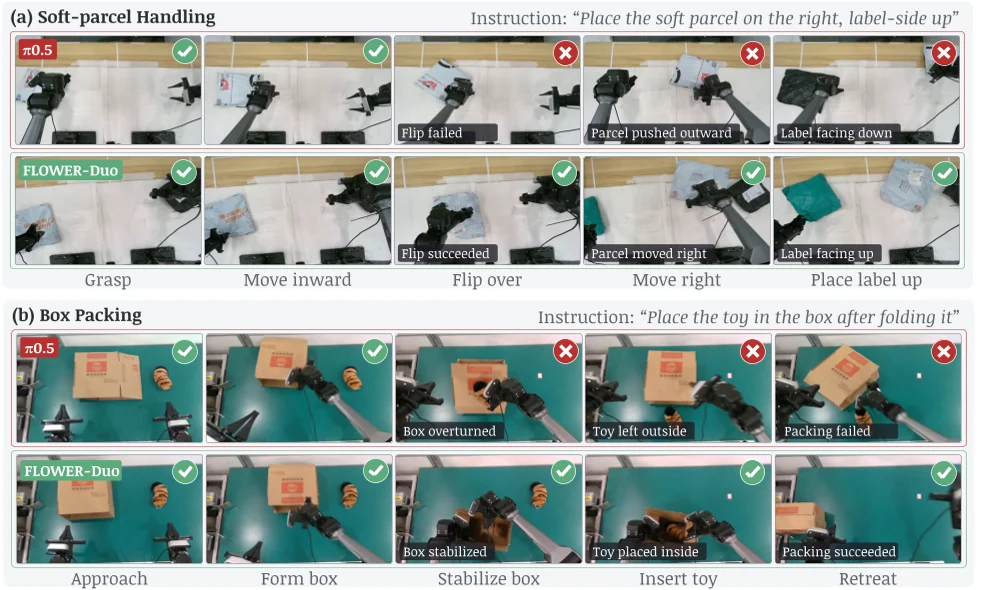 (a) Soft-parcel Handling
Instruction: “Place the soft parcel on the right, label-side up”
π0.5
Flip failed
Parcel pushed outward
Label facing down
FLOWER-Duo
Flip succeeded
Parcel moved right
Label facing up
Grasp
Move inward
Flip over
Move right
Place label up
(b) Box Packing
Instruction: “Place the toy in the box after folding it”
π0.5
Box overturned
Toy left outside
Packing failed
FLOWER-Duo
Box stabilized
Toy placed inside
Packing succeeded
Approach
Form box
Stabilize box
Insert toy
Retreat